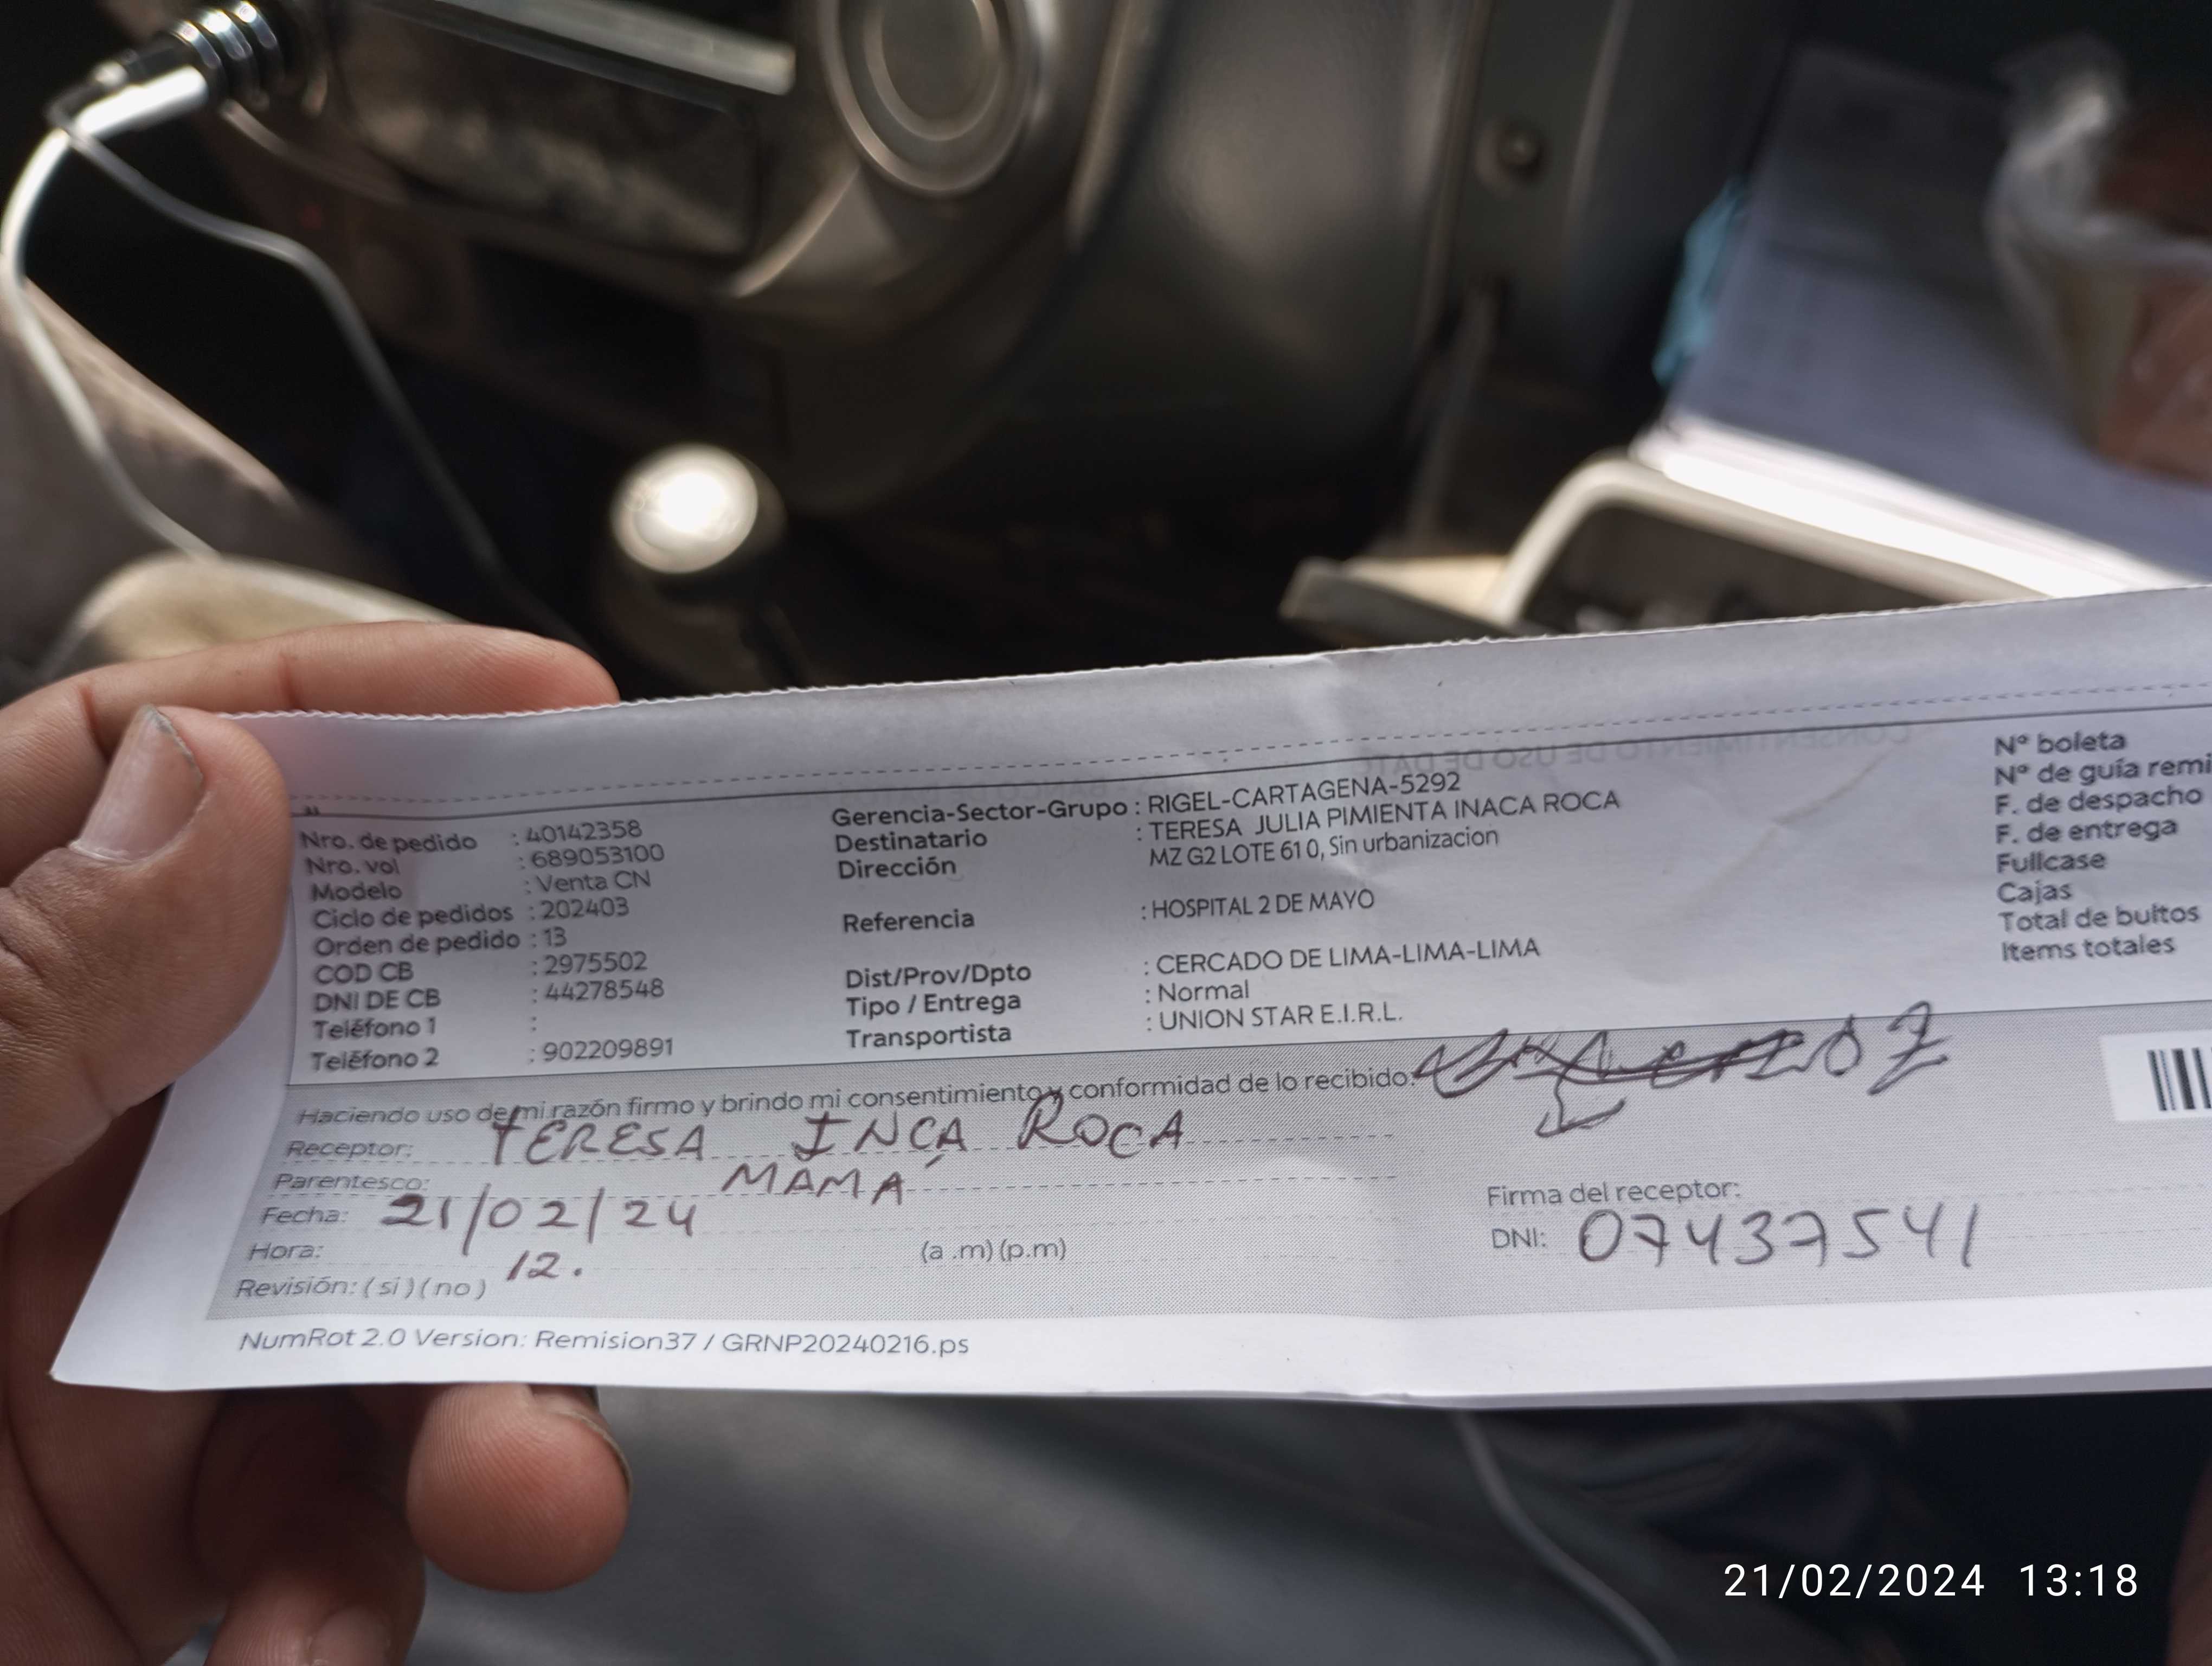 Nro. de pedido : 40142358
Nro. vol : 689053100
Modelo : Venta CN
Ciclo de pedidos : 202403
Orden de pedido : 13
COD CB : 2975502
DNI DE CB : 44278548
Teléfono 1 :
Teléfono 2 : 902209891
Gerencia-Sector-Grupo : RIGEL-CARTAGENA-5292
Destinatario : TERESA JULIA PIMIENTA INACA ROCA
Dirección MZ G2 LOTE 61 0, Sin urbanizacion
Referencia : HOSPITAL 2 DE MAYO
Dist/Prov/Dpto : CERCADO DE LIMA-LIMA-LIMA
Tipo / Entrega : Normal
Transportista : UNION STAR E.I.R.L.
N° boleta
N° de guía remi
F. de despacho
F. de entrega
Fullcase
Cajas
Total de bultos
Items totales
CONSENTIMIENTO DE USO DE DATO
Haciendo uso de mi razón firmo y brindo mi consentimiento y conformidad de lo recibido:
Receptor: TERESA INCA ROCA
Parentesco: MAMÁ
Fecha: 21/02/24
Hora: 12. (a .m) (p.m)
Revisión: ( si ) ( no )
Firma del receptor:
DNI: 07437541
NumRot 2.0 Version: Remision37 / GRNP20240216.ps
21/02/2024 13:18